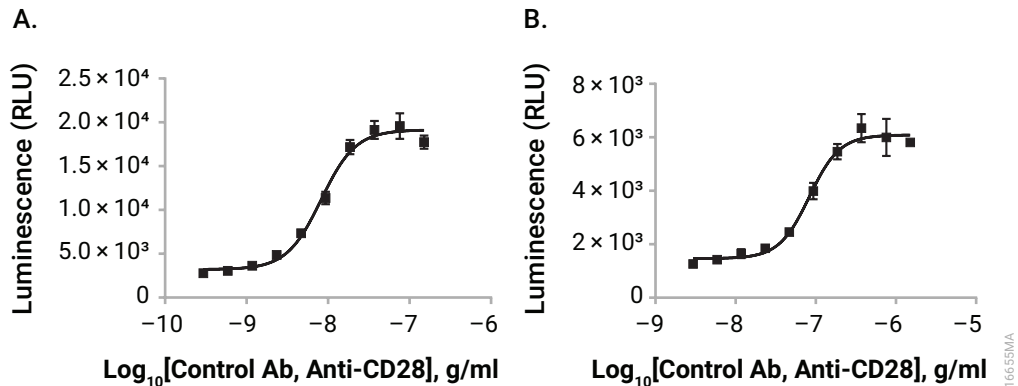 A.
Luminescence (RLU)
2.5 × 10⁴
2.0 × 10⁴
1.5 × 10⁴
1.0 × 10⁴
5.0 × 10³
0
−10 −9 −8 −7 −6
Log₁₀[Control Ab, Anti-CD28], g/ml
B.
Luminescence (RLU)
8 × 10³
6 × 10³
4 × 10³
2 × 10³
0
−9 −8 −7 −6 −5
Log₁₀[Control Ab, Anti-CD28], g/ml
16655MA